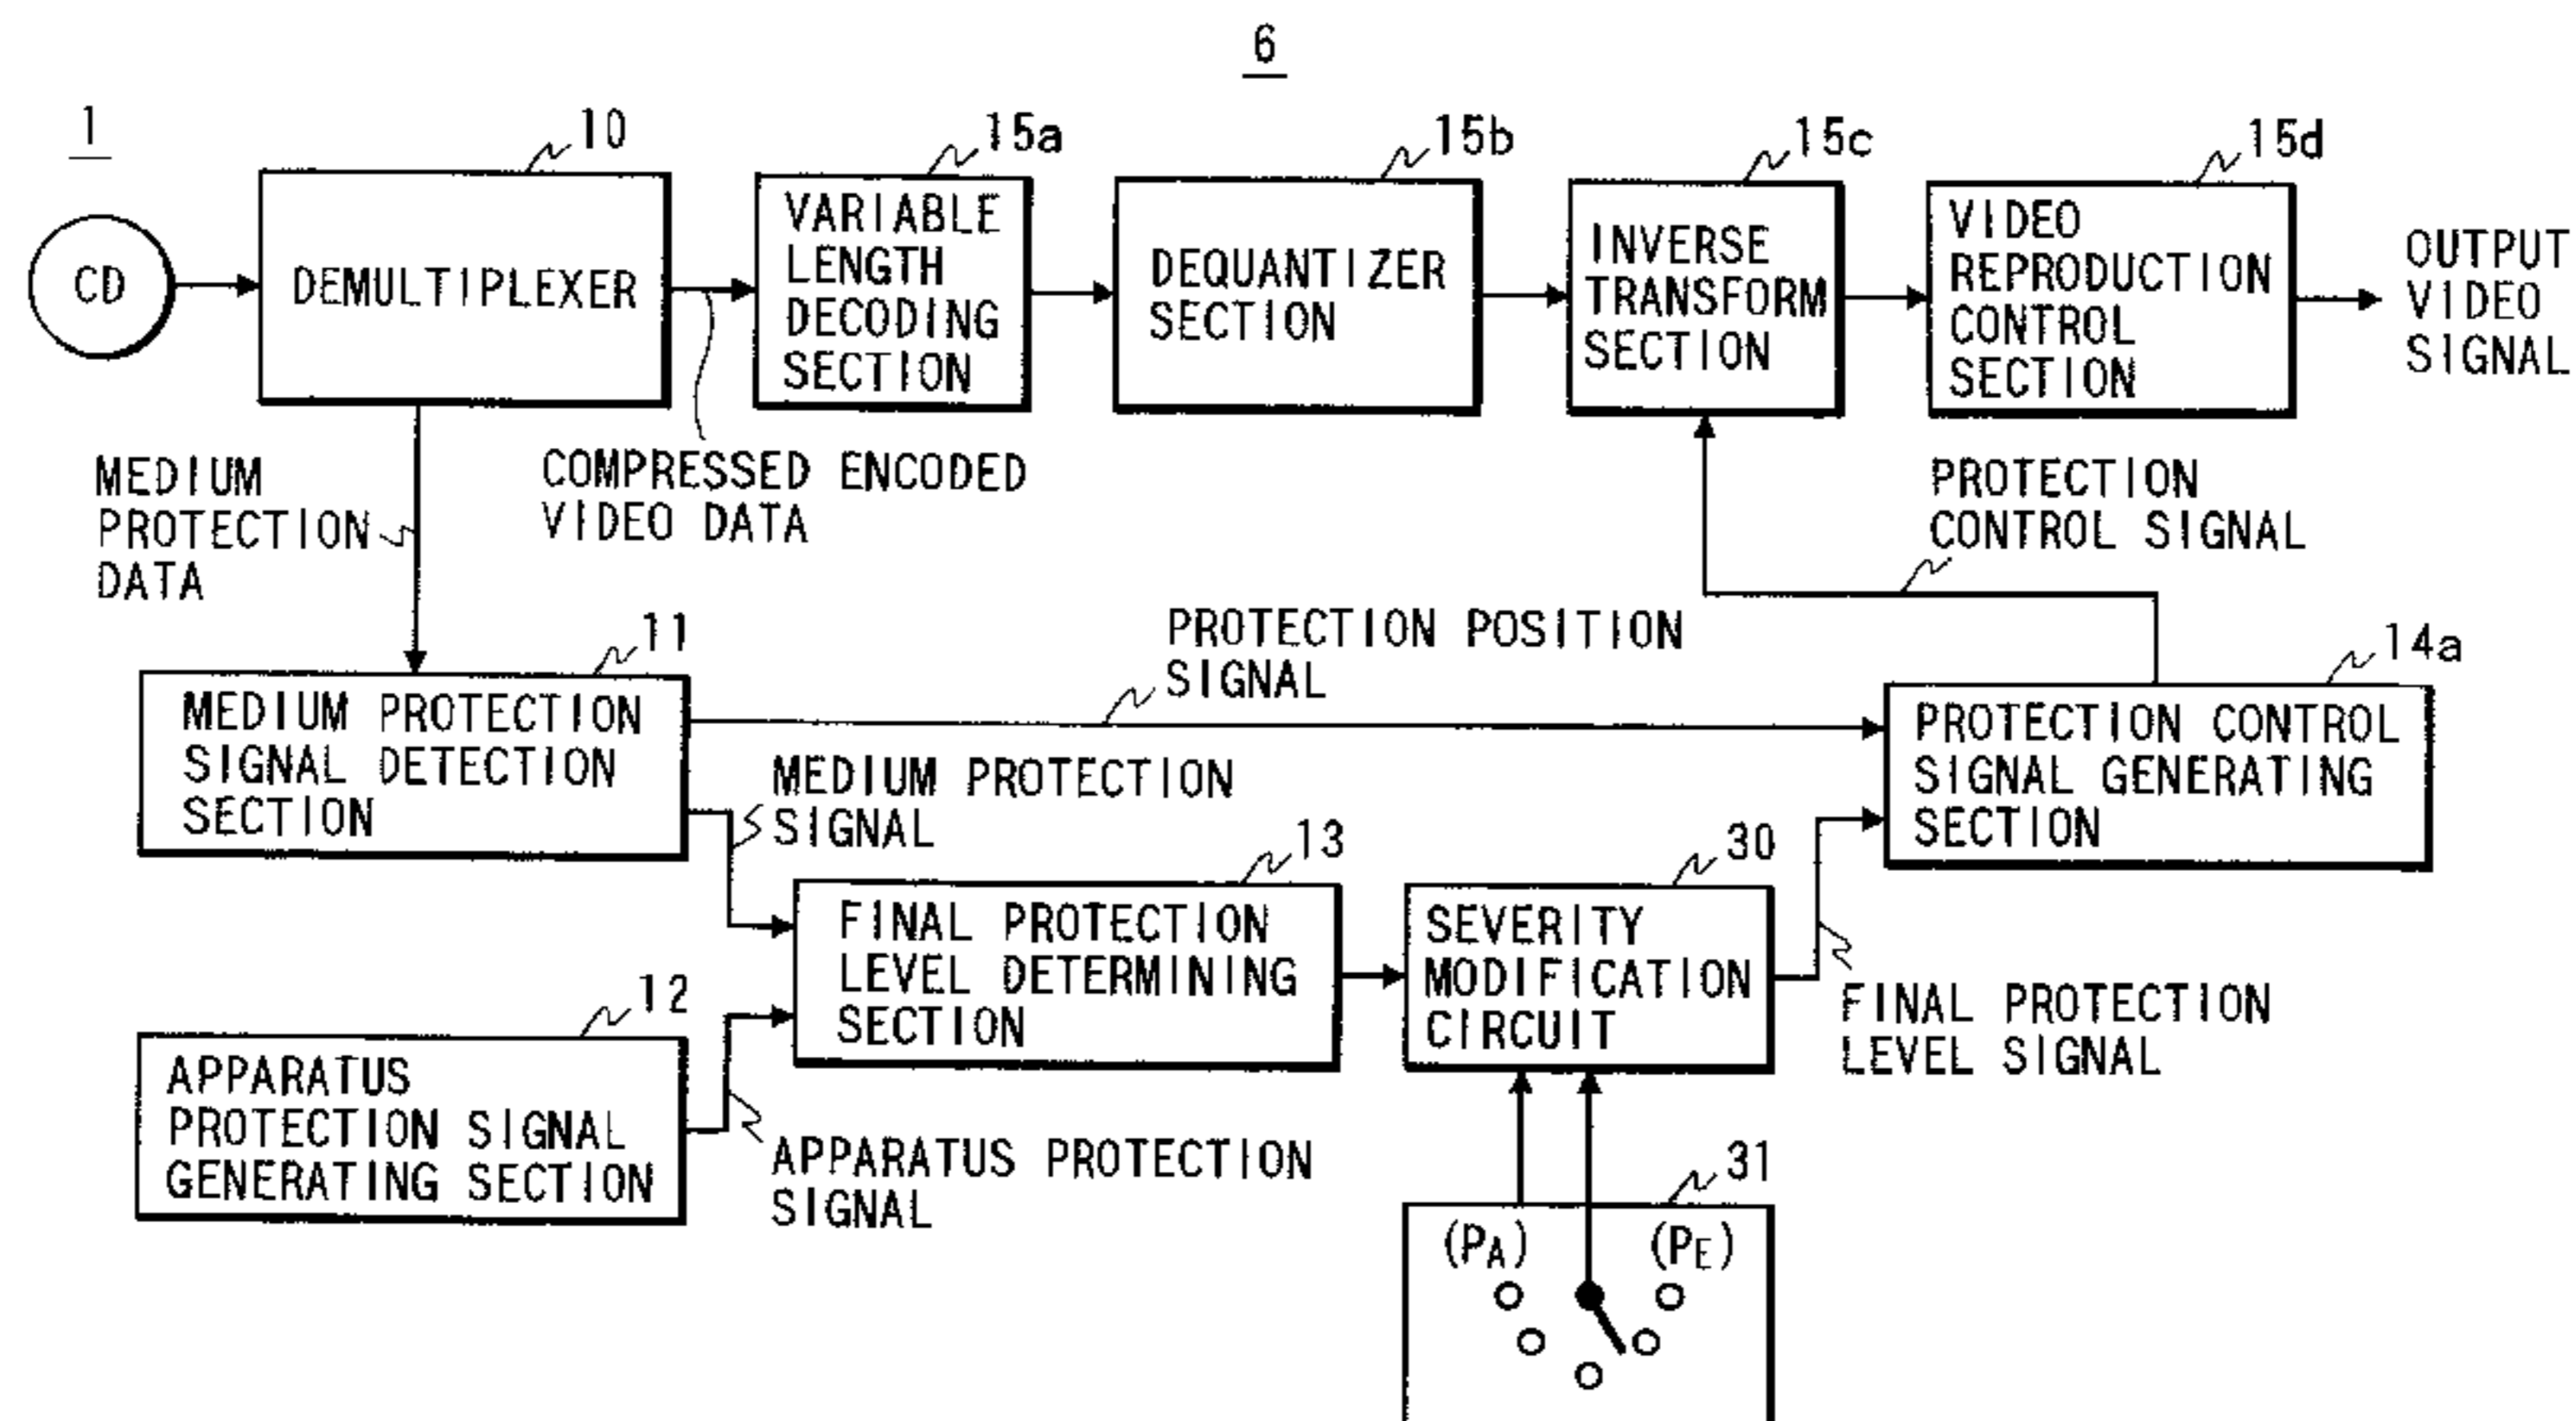 6
1
10
15a
15b
15c
15d
CD
DEMULTIPLEXER
VARIABLE
LENGTH
DECODING
SECTION
DEQUANTIZER
SECTION
INVERSE
TRANSFORM
SECTION
VIDEO
REPRODUCTION
CONTROL
SECTION
OUTPUT
VIDEO
SIGNAL
MEDIUM
PROTECTION
DATA
COMPRESSED ENCODED
VIDEO DATA
PROTECTION
CONTROL SIGNAL
11
PROTECTION POSITION
SIGNAL
14a
MEDIUM PROTECTION
SIGNAL DETECTION
SECTION
MEDIUM PROTECTION
SIGNAL
PROTECTION CONTROL
SIGNAL GENERATING
SECTION
13
30
FINAL PROTECTION
LEVEL DETERMINING
SECTION
SEVERITY
MODIFICATION
CIRCUIT
FINAL PROTECTION
LEVEL SIGNAL
12
APPARATUS
PROTECTION SIGNAL
GENERATING SECTION
APPARATUS PROTECTION
SIGNAL
31
(PA)
(PE)